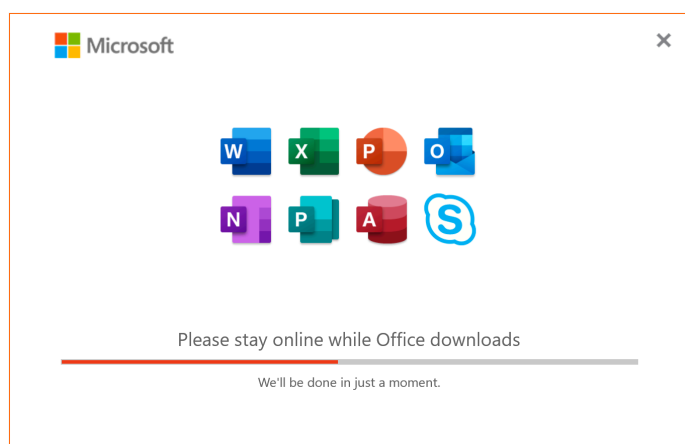 Microsoft
W X P O
N P A S
Please stay online while Office downloads
We'll be done in just a moment.